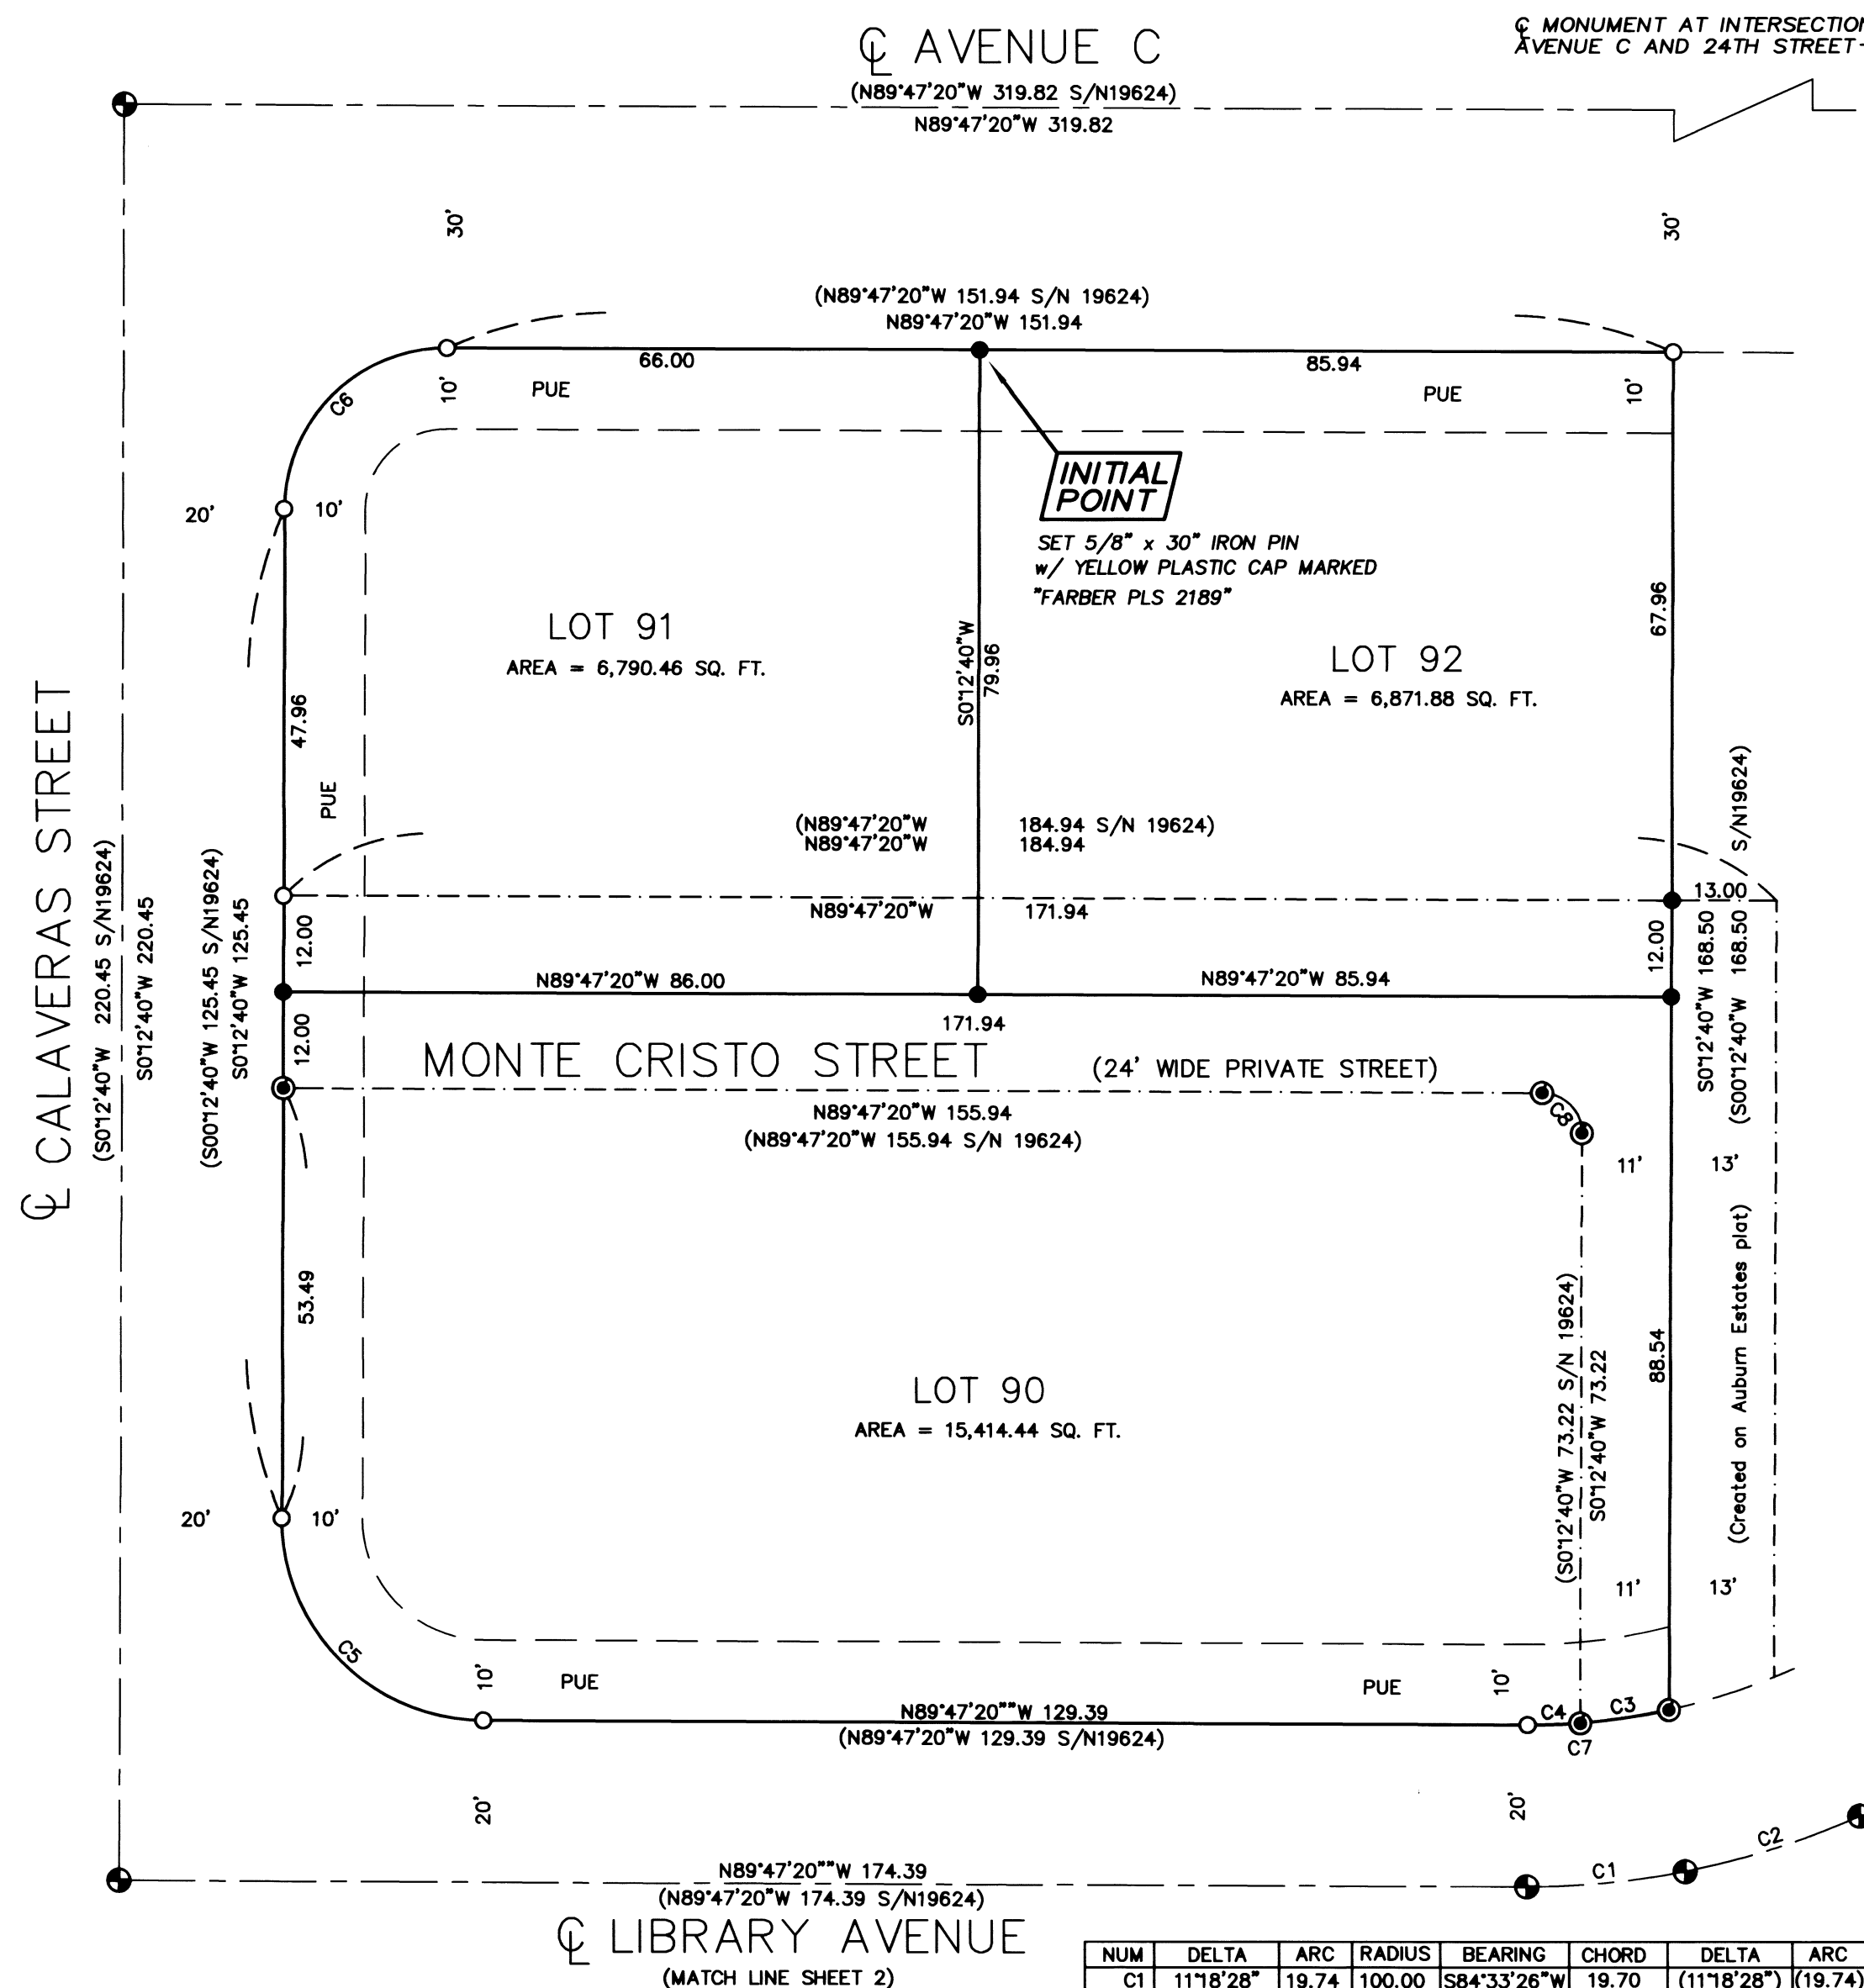 ℄ MONUMENT AT INTERSECTION
AVENUE C AND 24TH STREET
℄ AVENUE C
(N89°47'20"W 319.82 S/N19624)
N89°47'20"W 319.82
30'
30'
(N89°47'20"W 151.94 S/N 19624)
N89°47'20"W 151.94
66.00
85.94
C6
10'
PUE
PUE
10'
INITIAL
POINT
20'
10'
SET 5/8" x 30" IRON PIN
w/ YELLOW PLASTIC CAP MARKED
"FARBER PLS 2189"
LOT 91
AREA = 6,790.46 SQ. FT.
S0°12'40"W
79.96
LOT 92
AREA = 6,871.88 SQ. FT.
67.96
47.96
PUE
℄ CALAVERAS STREET
(S0°12'40"W 220.45 S/N19624)
S0°12'40"W 220.45
(S00°12'40"W 125.45 S/N19624)
S0°12'40"W 125.45
(N89°47'20"W 184.94 S/N 19624)
N89°47'20"W 184.94
N89°47'20"W 171.94
13.00
12.00
12.00
S0°12'40"W 168.50
(S00°12'40"W 168.50 S/N19624)
N89°47'20"W 86.00
N89°47'20"W 85.94
171.94
12.00
MONTE CRISTO STREET
(24' WIDE PRIVATE STREET)
N89°47'20"W 155.94
(N89°47'20"W 155.94 S/N 19624)
C8
11'
13'
53.49
(S0°12'40"W 73.22 S/N 19624)
S0°12'40"W 73.22
88.54
(Created on Auburn Estates plat)
LOT 90
AREA = 15,414.44 SQ. FT.
20'
10'
11'
13'
C5
10'
PUE
PUE
10'
N89°47'20""W 129.39
(N89°47'20"W 129.39 S/N19624)
C4
C3
C7
20'
20'
N89°47'20""W 174.39
(N89°47'20"W 174.39 S/N19624)
C1
C2
℄ LIBRARY AVENUE
(MATCH LINE SHEET 2)
NUM DELTA ARC RADIUS BEARING CHORD DELTA ARC
C1 11°18'28" 19.74 100.00 S84°33'26"W 19.70 (11°18'28") (19.74)